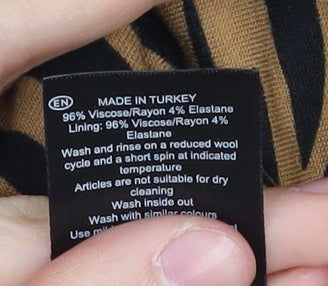 EN
MADE IN TURKEY
96% Viscose/Rayon 4% Elastane
Lining: 96% Viscose/Rayon 4%
Elastane
Wash and rinse on a reduced wool
cycle and a short spin at indicated
temperature
Articles are not suitable for dry
cleaning
Wash inside out
Wash with similar colours
Use